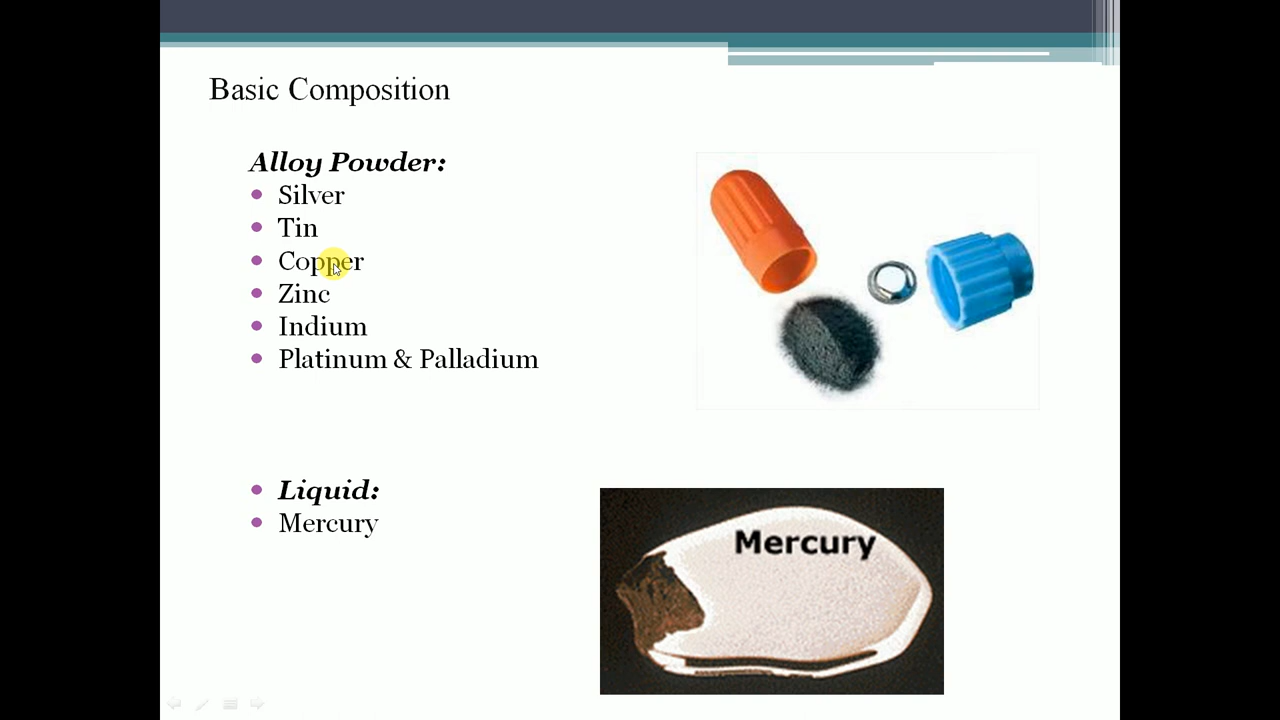 Basic Composition
Alloy Powder:
Silver
Tin
Copper
Zinc
Indium
Platinum & Palladium
Liquid:
Mercury
Mercury